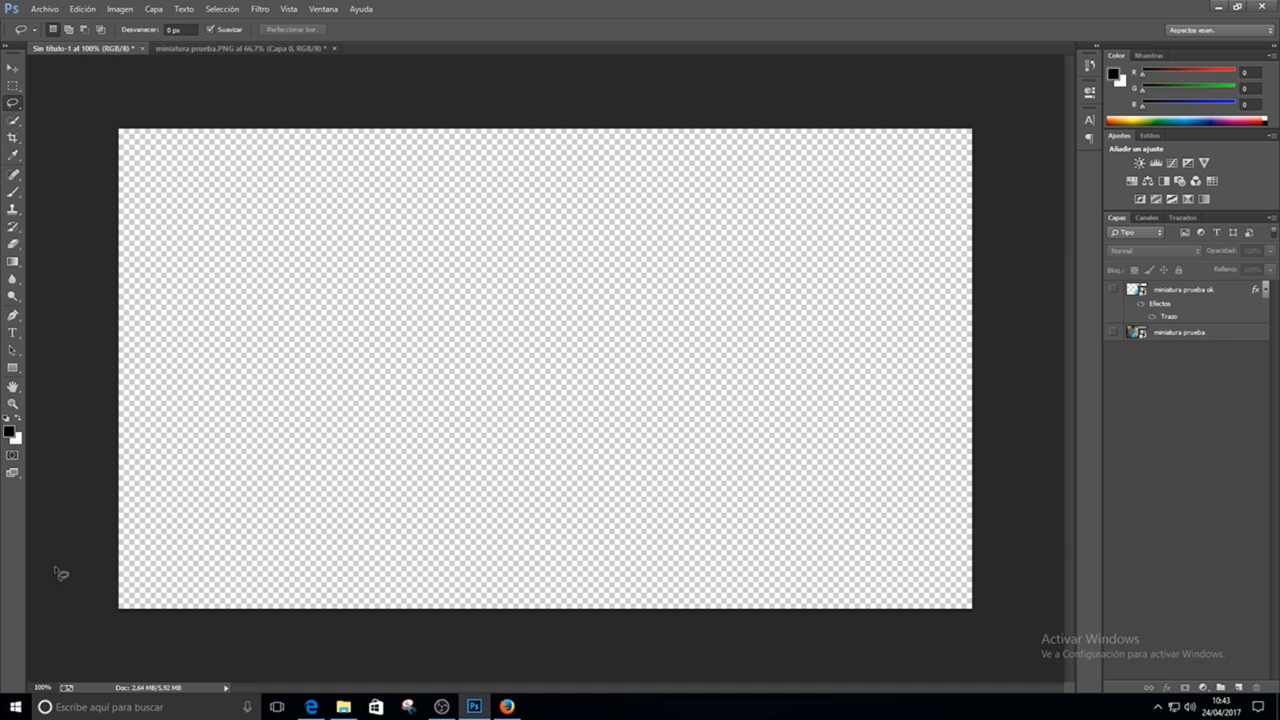 Ps Archivo Edición Imagen Capa Texto Selección Filtro Vista Ventana Ayuda
Desvanecer: 0 px Suavizar Perfeccionar bor. Aspectos esen.
Sin título-1 al 100% (RGB/8) * × miniatura prueba.PNG al 66,7% (Capa 0, RGB/8) * ×
Color Muestras
R 0
G 0
B 0
Ajustes Estilos
Añadir un ajuste
Capas Canales Trazados
Tipo
Normal Opacidad: 100%
Bloq.: Relleno: 100%
miniatura prueba ok fx
Efectos
Trazo
miniatura prueba
Activar Windows
Ve a Configuración para activar Windows.
100% Doc: 2,64 MB/5,92 MB
Escribe aquí para buscar
10:43
24/04/2017